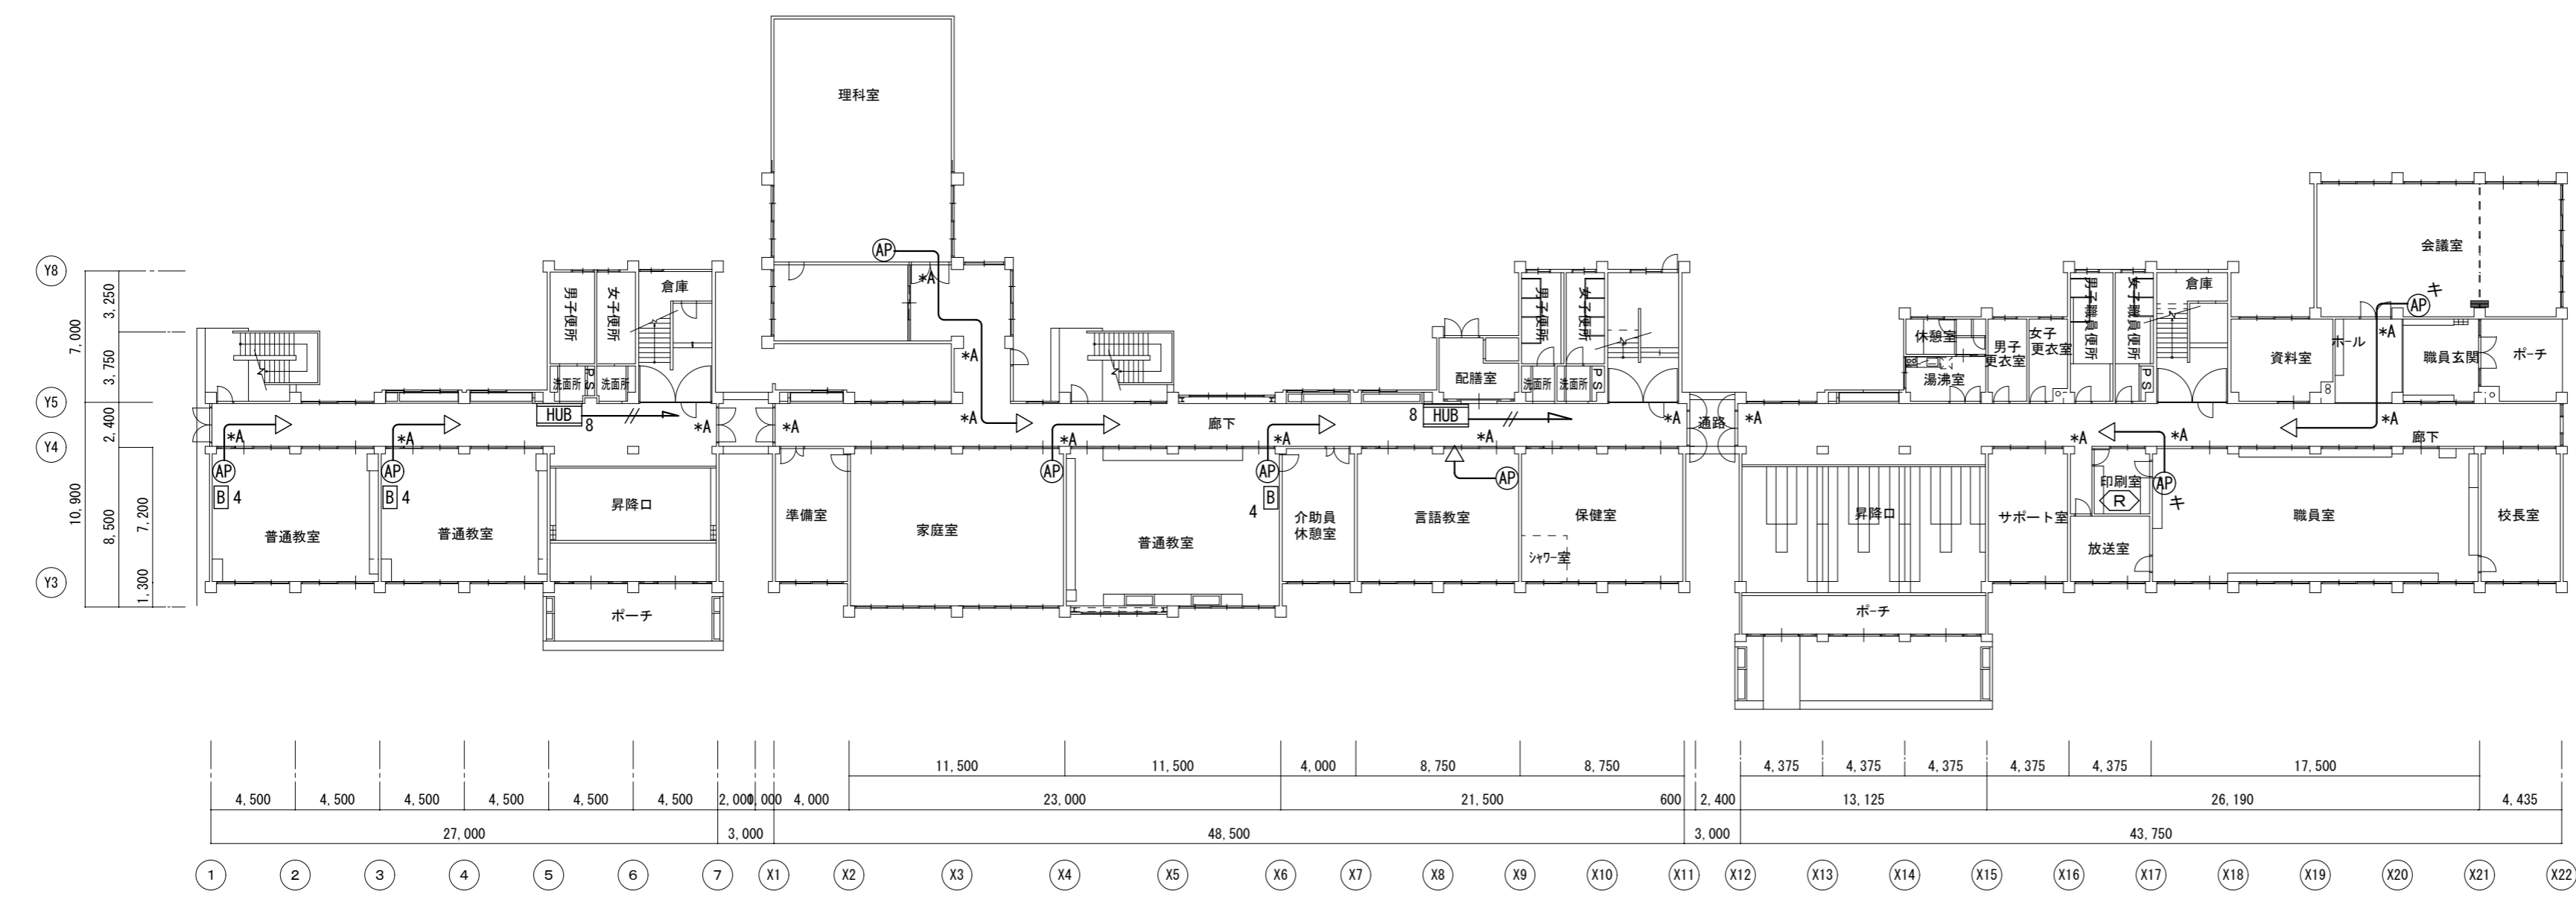 理科室
会議室
Y8
AP
*A
AP
キ
3,250
男子便所
女子便所
倉庫
男子便所
女子便所
男子職員便所
女子職員便所
倉庫
7,000
3,750
*A
*A
休憩室
男子
更衣室
女子
更衣室
資料室
ホール
職員玄関
ポーチ
洗面所
PS
洗面所
配膳室
洗面所
洗面所
PS
湯沸室
PS
Y5
2,400
HUB
8
*A
*A
*A
廊下
8
HUB
*A
通路
*A
*A
廊下
*A
*A
*A
*A
*A
*A
*A
Y4
AP
B 4
AP
B 4
AP
AP
B
4
AP
印刷室
R
AP
キ
10,900
8,500
7,200
昇降口
準備室
家庭室
普通教室
介助員
休憩室
言語教室
保健室
昇降口
サポート室
職員室
校長室
普通教室
普通教室
シャワー室
放送室
Y3
1,300
ポーチ
ポーチ
11,500
11,500
4,000
8,750
8,750
4,375
4,375
4,375
4,375
4,375
17,500
4,500
4,500
4,500
4,500
4,500
4,500
2,000
1,000
4,000
23,000
21,500
600
2,400
13,125
26,190
4,435
27,000
3,000
48,500
3,000
43,750
1
2
3
4
5
6
7
X1
X2
X3
X4
X5
X6
X7
X8
X9
X10
X11
X12
X13
X14
X15
X16
X17
X18
X19
X20
X21
X22